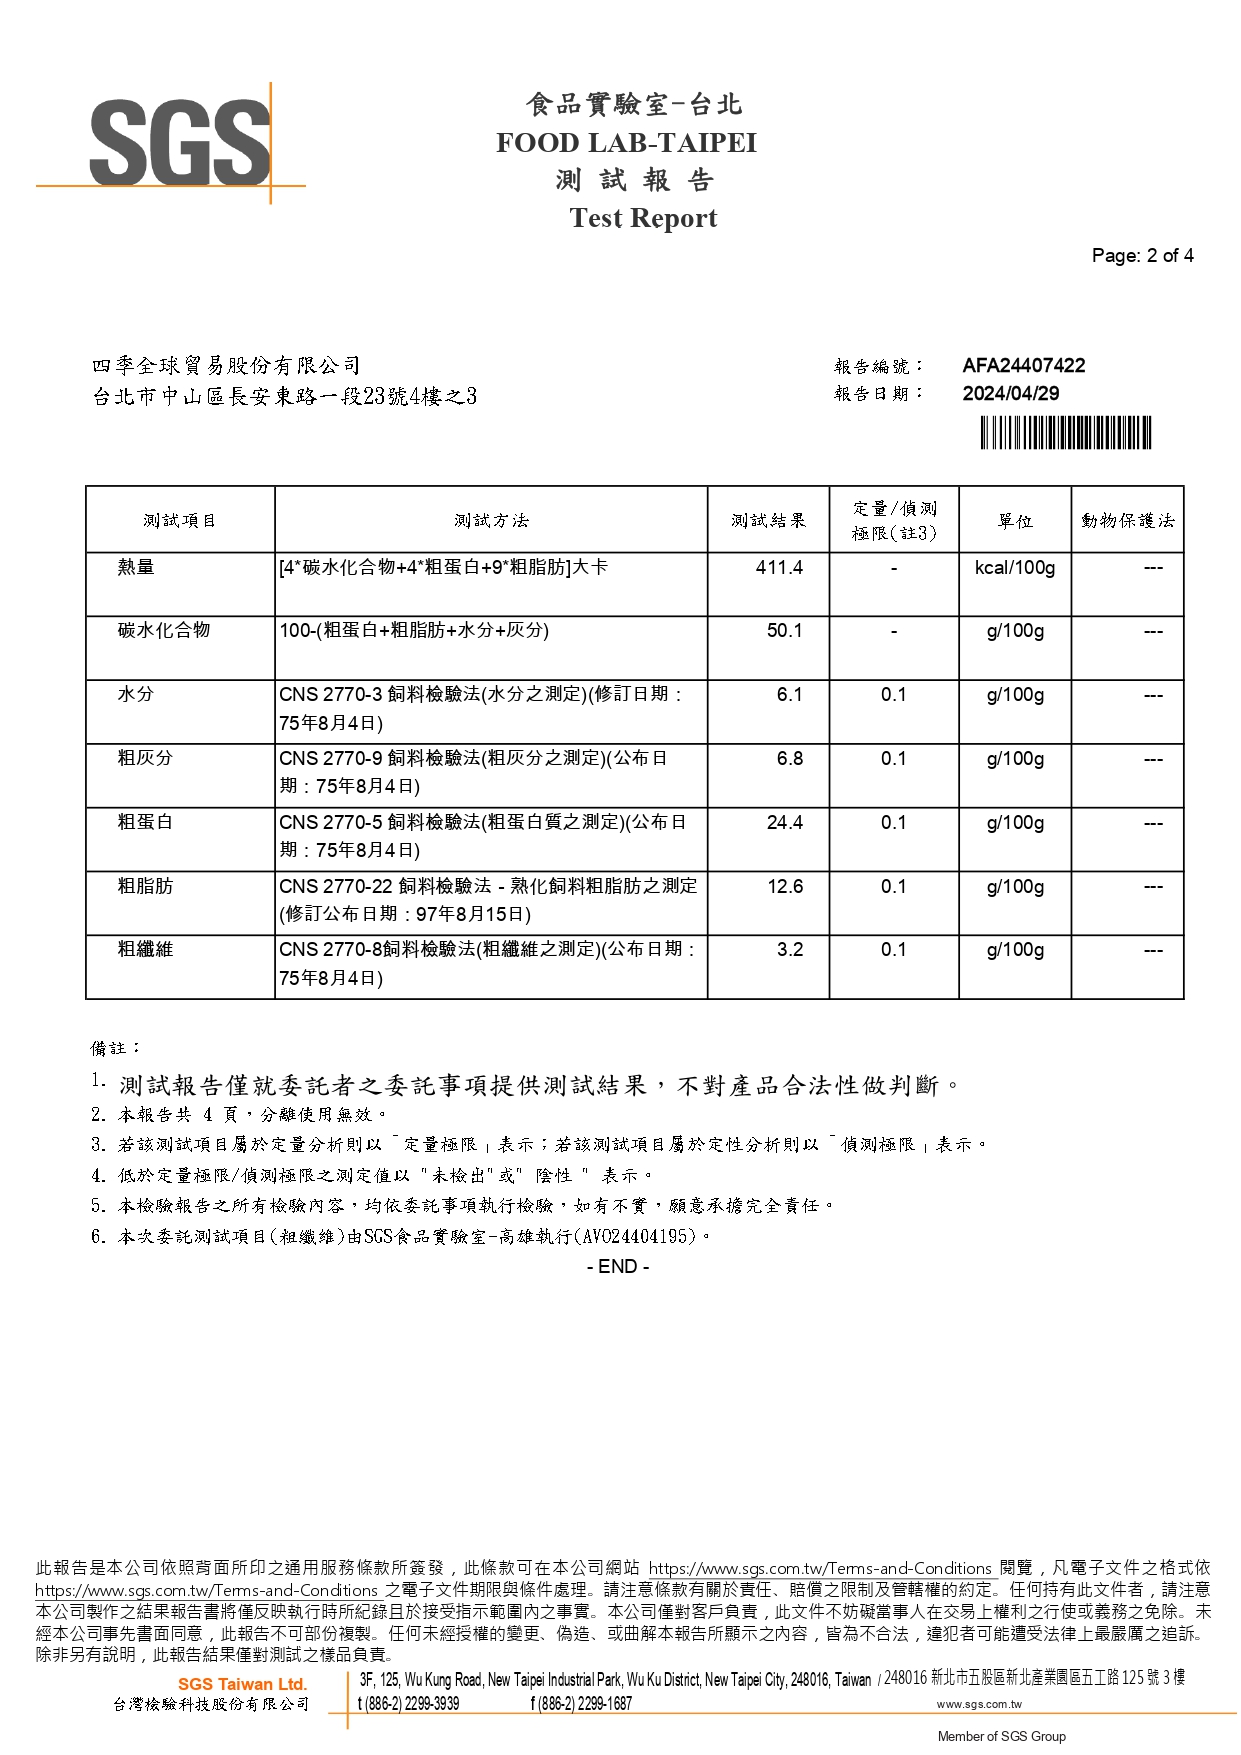 SGS
食品實驗室-台北
FOOD LAB-TAIPEI
測 試 報 告
Test Report
Page: 2 of 4
四季全球貿易股份有限公司
台北市中山區長安東路一段23號4樓之3
報告編號： AFA24407422
報告日期： 2024/04/29
測試項目 測試方法 測試結果 定量/偵測極限(註3) 單位 動物保護法
熱量 [4*碳水化合物+4*粗蛋白+9*粗脂肪]大卡 411.4 - kcal/100g ---
碳水化合物 100-(粗蛋白+粗脂肪+水分+灰分) 50.1 - g/100g ---
水分 CNS 2770-3 飼料檢驗法(水分之測定)(修訂日期： 6.1 0.1 g/100g ---
75年8月4日)
粗灰分 CNS 2770-9 飼料檢驗法(粗灰分之測定)(公布日 6.8 0.1 g/100g ---
期：75年8月4日)
粗蛋白 CNS 2770-5 飼料檢驗法(粗蛋白質之測定)(公布日 24.4 0.1 g/100g ---
期：75年8月4日)
粗脂肪 CNS 2770-22 飼料檢驗法 - 熟化飼料粗脂肪之測定 12.6 0.1 g/100g ---
(修訂公布日期：97年8月15日)
粗纖維 CNS 2770-8飼料檢驗法(粗纖維之測定)(公布日期： 3.2 0.1 g/100g ---
75年8月4日)
備註：
1. 測試報告僅就委託者之委託事項提供測試結果，不對產品合法性做判斷。
2. 本報告共 4 頁，分離使用無效。
3. 若該測試項目屬於定量分析則以「定量極限」表示；若該測試項目屬於定性分析則以「偵測極限」表示。
4. 低於定量極限/偵測極限之測定值以 "未檢出"或" 陰性 " 表示。
5. 本檢驗報告之所有檢驗內容，均依委託事項執行檢驗，如有不實，願意承擔完全責任。
6. 本次委託測試項目(粗纖維)由SGS食品實驗室-高雄執行(AVO24404195)。
- END -
此報告是本公司依照背面所印之通用服務條款所簽發，此條款可在本公司網站 https://www.sgs.com.tw/Terms-and-Conditions 閱覽，凡電子文件之格式依
https://www.sgs.com.tw/Terms-and-Conditions 之電子文件期限與條件處理。請注意條款有關於責任、賠償之限制及管轄權的約定。任何持有此文件者，請注意
本公司製作之結果報告書將僅反映執行時所紀錄且於接受指示範圍內之事實。本公司僅對客戶負責，此文件不妨礙當事人在交易上權利之行使或義務之免除。未
經本公司事先書面同意，此報告不可部份複製。任何未經授權的變更、偽造、或曲解本報告所顯示之內容，皆為不合法，違犯者可能遭受法律上最嚴厲之追訴。
除非另有說明，此報告結果僅對測試之樣品負責。
SGS Taiwan Ltd. 3F, 125, Wu Kung Road, New Taipei Industrial Park, Wu Ku District, New Taipei City, 248016, Taiwan / 248016 新北市五股區新北產業園區五工路 125 號 3 樓
台灣檢驗科技股份有限公司 t (886-2) 2299-3939 f (886-2) 2299-1687 www.sgs.com.tw
Member of SGS Group